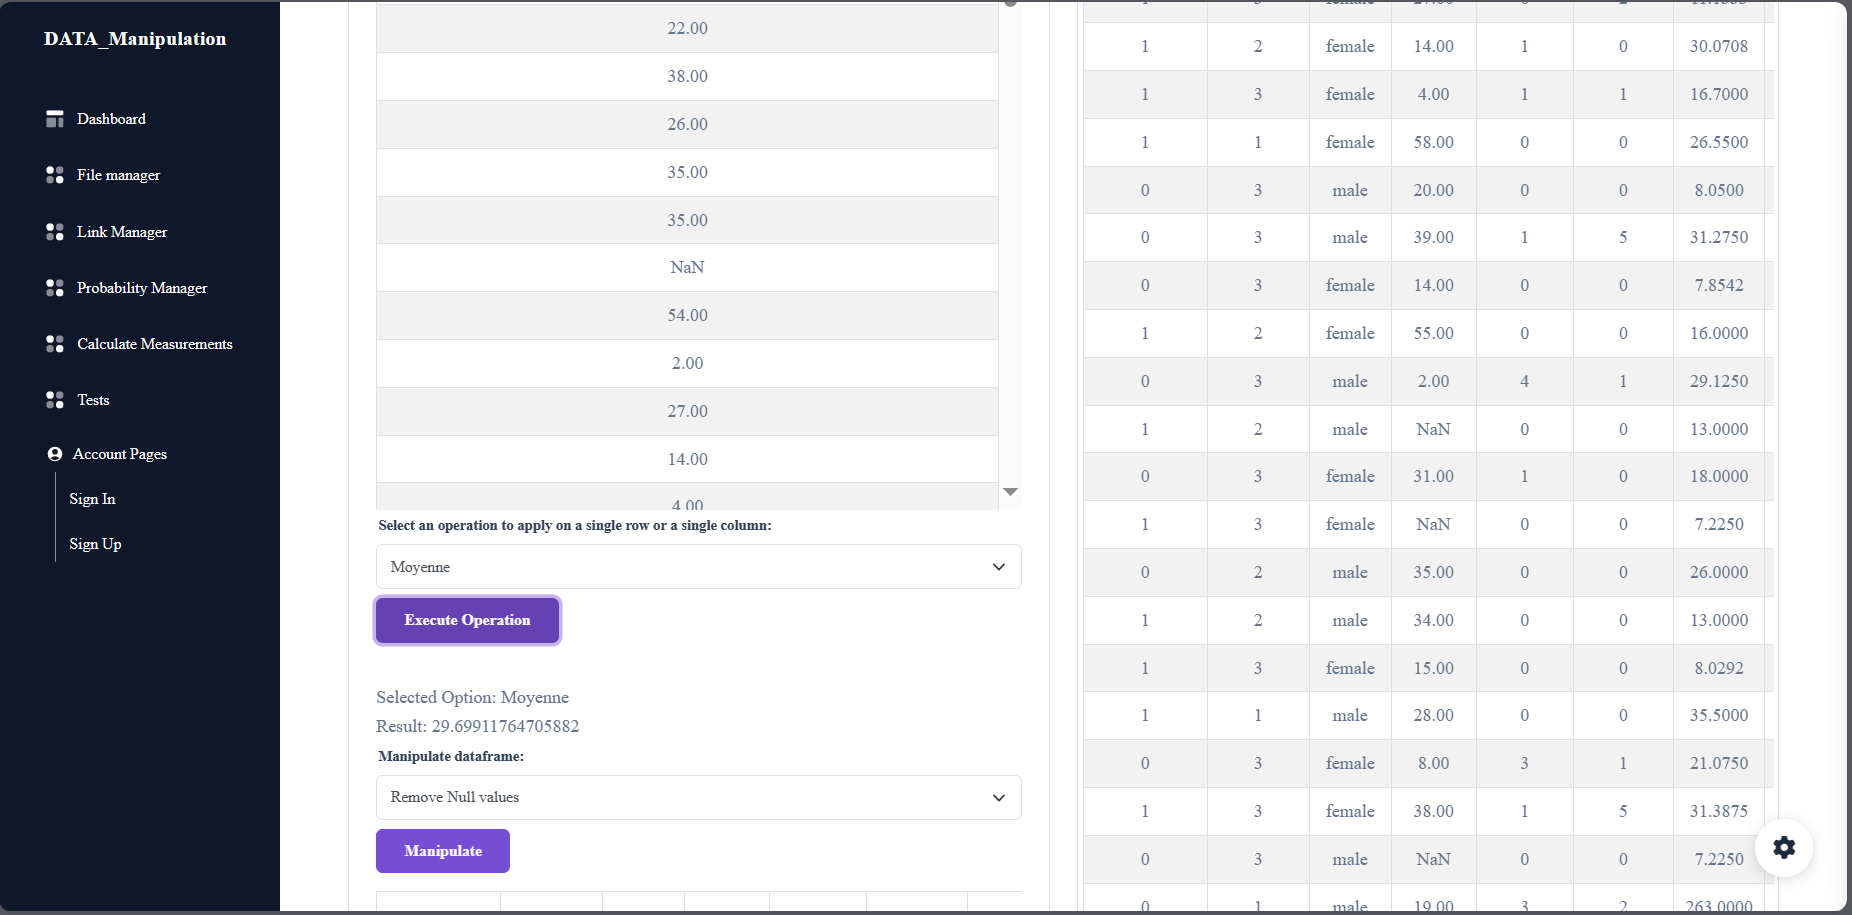 DATA_Manipulation
Dashboard
File manager
Link Manager
Probability Manager
Calculate Measurements
Tests
Account Pages
Sign In
Sign Up
22.00
38.00
26.00
35.00
35.00
NaN
54.00
2.00
27.00
14.00
4.00
Select an operation to apply on a single row or a single column:
Moyenne
Execute Operation
Selected Option: Moyenne
Result: 29.69911764705882
Manipulate dataframe:
Remove Null values
Manipulate
1 2 female 14.00 1 0 30.0708
1 3 female 4.00 1 1 16.7000
1 1 female 58.00 0 0 26.5500
0 3 male 20.00 0 0 8.0500
0 3 male 39.00 1 5 31.2750
0 3 female 14.00 0 0 7.8542
1 2 female 55.00 0 0 16.0000
0 3 male 2.00 4 1 29.1250
1 2 male NaN 0 0 13.0000
0 3 female 31.00 1 0 18.0000
1 3 female NaN 0 0 7.2250
0 2 male 35.00 0 0 26.0000
1 2 male 34.00 0 0 13.0000
1 3 female 15.00 0 0 8.0292
1 1 male 28.00 0 0 35.5000
0 3 female 8.00 3 1 21.0750
1 3 female 38.00 1 5 31.3875
0 3 male NaN 0 0 7.2250
0 1 male 19.00 3 2 263.0000